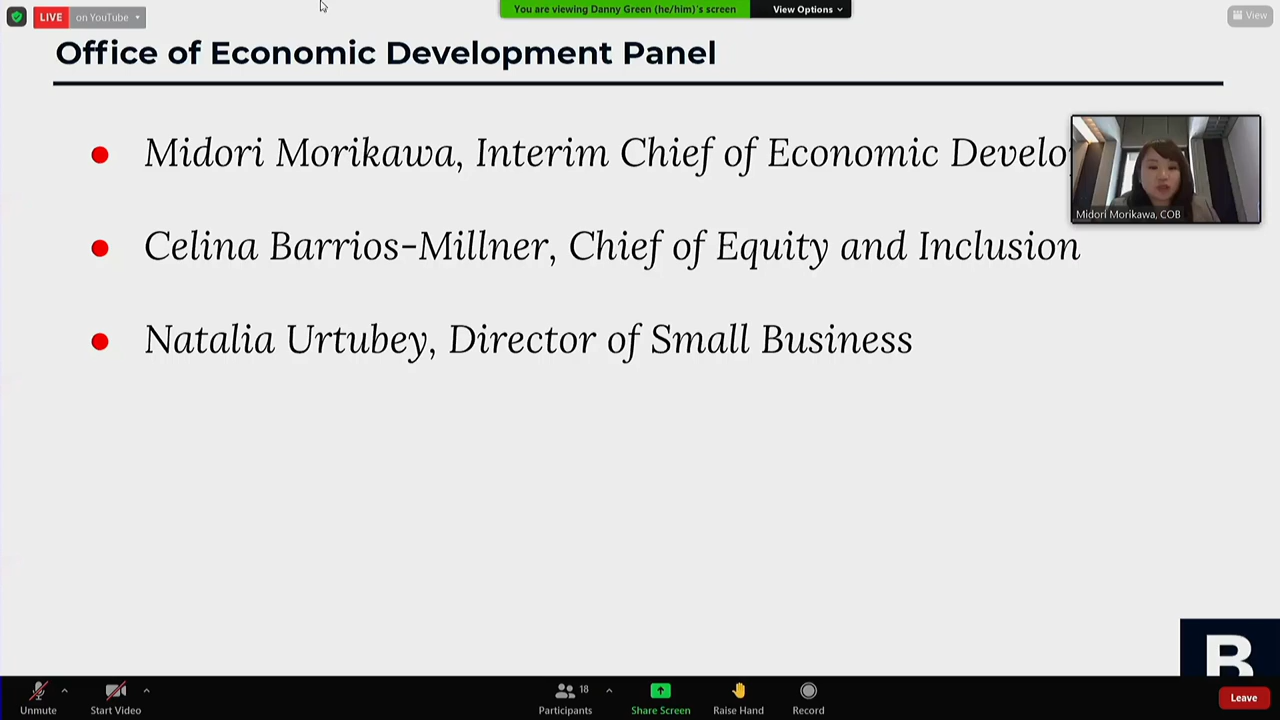 LIVE on YouTube
You are viewing Danny Green (he/him)'s screen View Options
View
Office of Economic Development Panel
Midori Morikawa, Interim Chief of Economic Develo
Midori Morikawa, COB
Celina Barrios-Millner, Chief of Equity and Inclusion
Natalia Urtubey, Director of Small Business
B
18
Unmute Start Video Participants Share Screen Raise Hand Record Leave